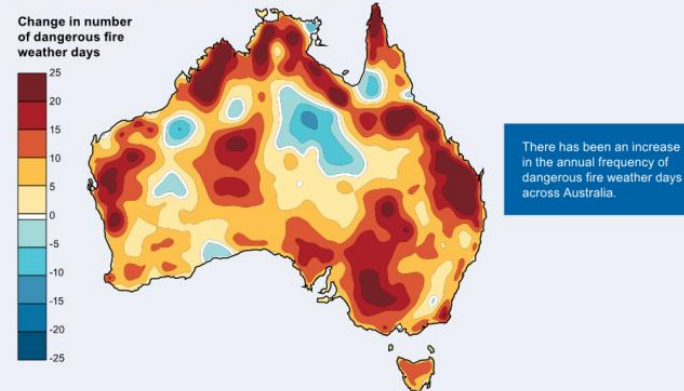 Change in number
of dangerous fire
weather days
25
20
15
10
5
0
-5
-10
-15
-20
-25
There has been an increase
in the annual frequency of
dangerous fire weather days
across Australia.